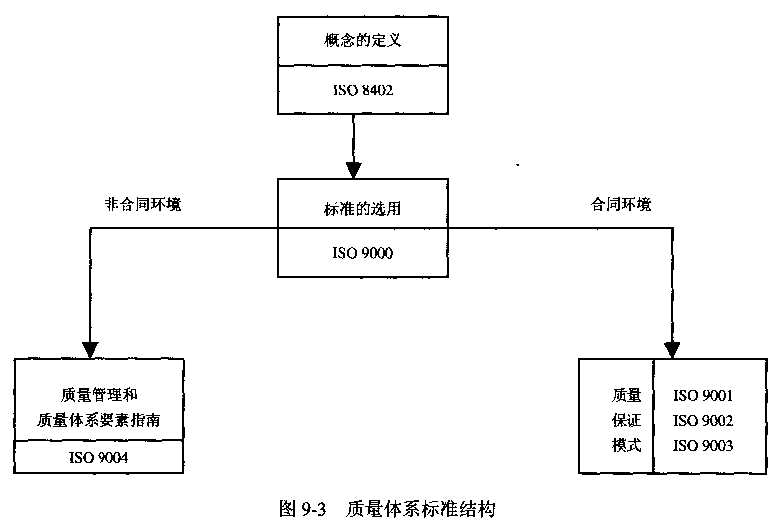 概念的定义
ISO 8402
非合同环境
标准的选用
合同环境
ISO 9000
质量管理和
质量体系要素指南
ISO 9004
质量 ISO 9001
保证 ISO 9002
模式 ISO 9003
图 9-3 质量体系标准结构